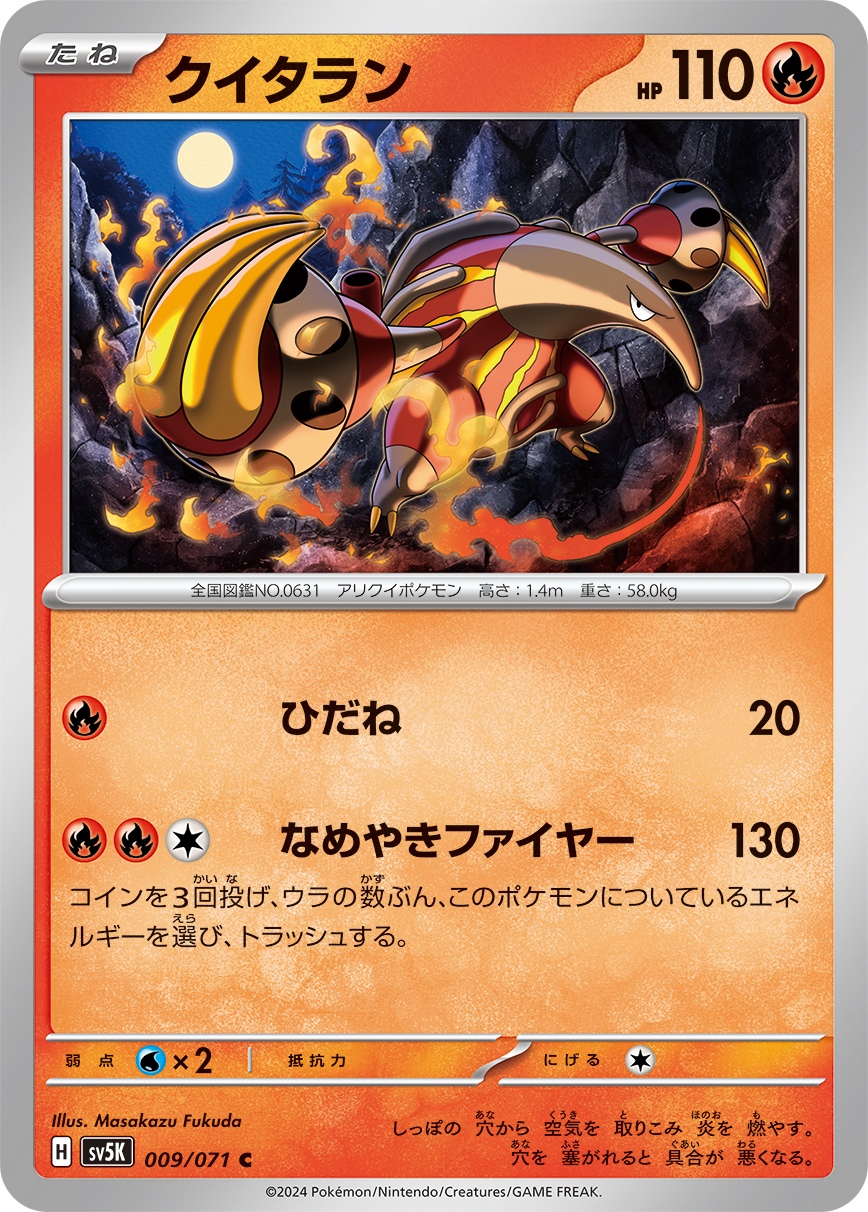 たね
クイタラン
HP 110
全国図鑑NO.0631 アリクイポケモン 高さ：1.4m 重さ：58.0kg
ひだね 20
なめやきファイヤー 130
コインを3回投げ、ウラの数ぶん、このポケモンについているエネ
ルギーを選び、トラッシュする。
弱点 ×2 抵抗力 にげる
Illus. Masakazu Fukuda
H sv5K 009/071 C
しっぽの 穴から 空気を 取りこみ 炎を 燃やす。
穴を 塞がれると 具合が 悪くなる。
©2024 Pokémon/Nintendo/Creatures/GAME FREAK.